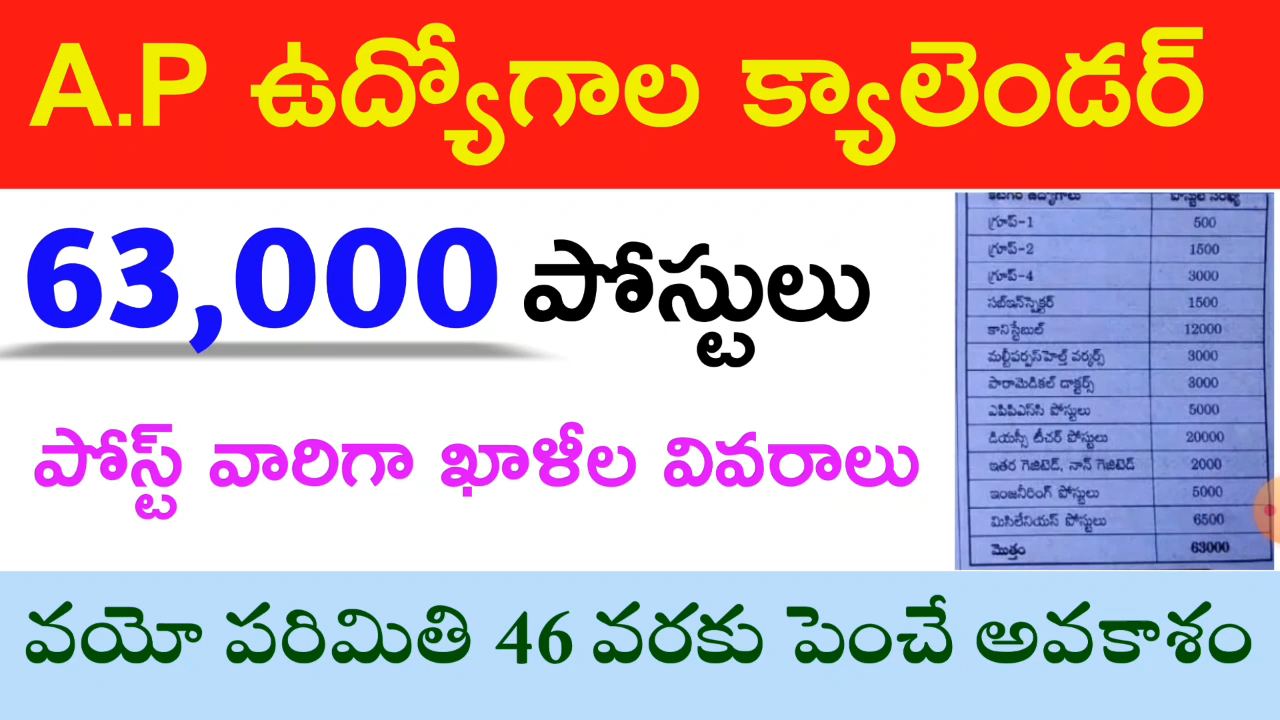 A.P ఉద్యోగాల క్యాలెండర్
63,000 పోస్టులు
పోస్ట్ వారిగా ఖాళీల వివరాలు
గ్రూప్-1 500
గ్రూప్-2 1500
గ్రూప్-4 3000
సబ్ఇన్స్పెక్టర్ 1500
కానిస్టేబుల్ 12000
మల్టీపర్పస్‌హెల్త్ వర్కర్స్ 3000
పారామెడికల్ డాక్టర్స్ 3000
ఎపిపిఎస్‌సి పోస్టులు 5000
డియస్సీ టీచర్ పోస్టులు 20000
ఇతర గెజిటెడ్, నాన్ గెజిటెడ్ 2000
ఇంజనీరింగ్ పోస్టులు 5000
మిసిలేనియస్ పోస్టులు 6500
మొత్తం 63000
వయో పరిమితి 46 వరకు పెంచే అవకాశం